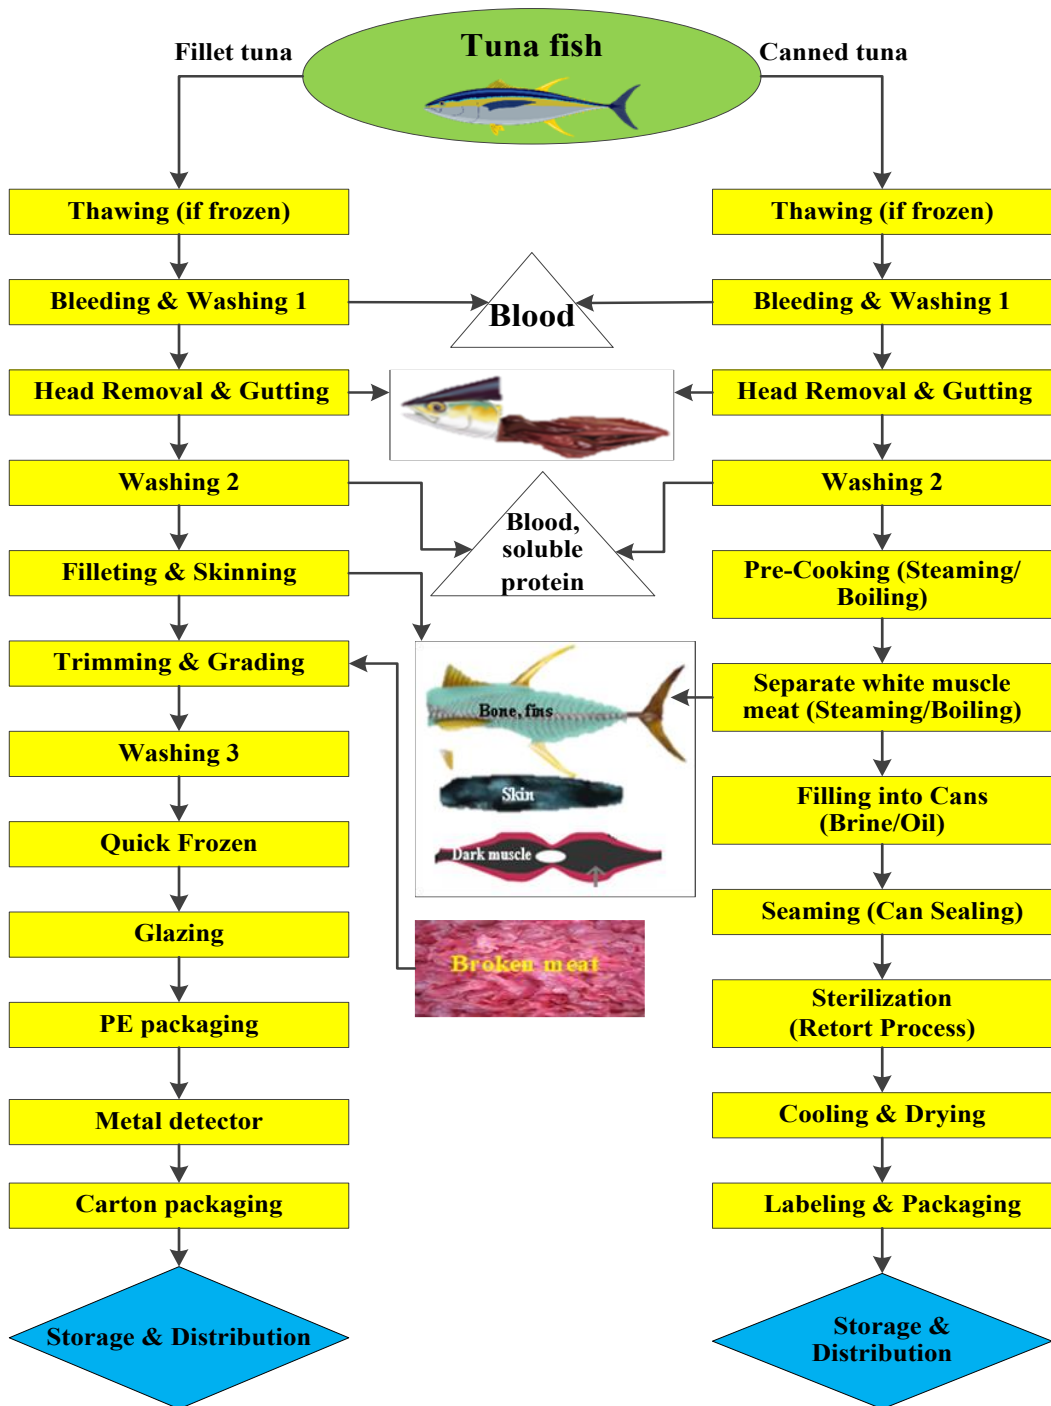 Tuna fish
Fillet tuna
Canned tuna
Thawing (if frozen)
Bleeding & Washing 1
Head Removal & Gutting
Washing 2
Filleting & Skinning
Trimming & Grading
Washing 3
Quick Frozen
Glazing
PE packaging
Metal detector
Carton packaging
Storage & Distribution
Blood
Blood,
soluble
protein
Bone, fins
Skin
Dark muscle
Broken meat
Thawing (if frozen)
Bleeding & Washing 1
Head Removal & Gutting
Washing 2
Pre-Cooking (Steaming/
Boiling)
Separate white muscle
meat (Steaming/Boiling)
Filling into Cans
(Brine/Oil)
Seaming (Can Sealing)
Sterilization
(Retort Process)
Cooling & Drying
Labeling & Packaging
Storage &
Distribution